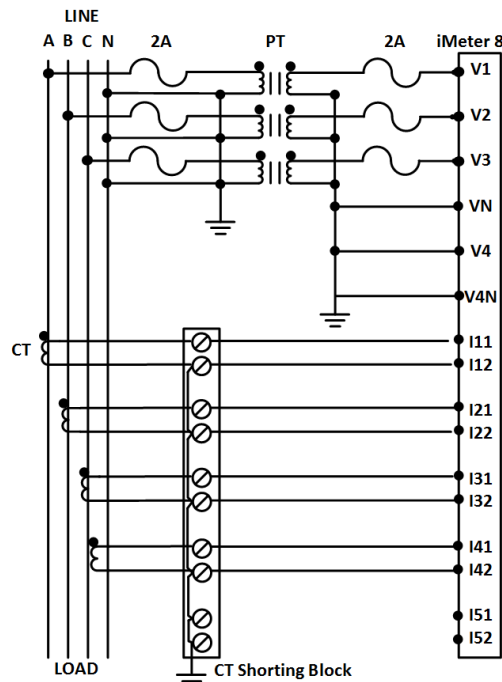 LINE
A B C N 2A PT 2A iMeter 8
V1
V2
V3
VN
V4
V4N
I11
CT
I12
I21
I22
I31
I32
I41
I42
I51
I52
LOAD CT Shorting Block